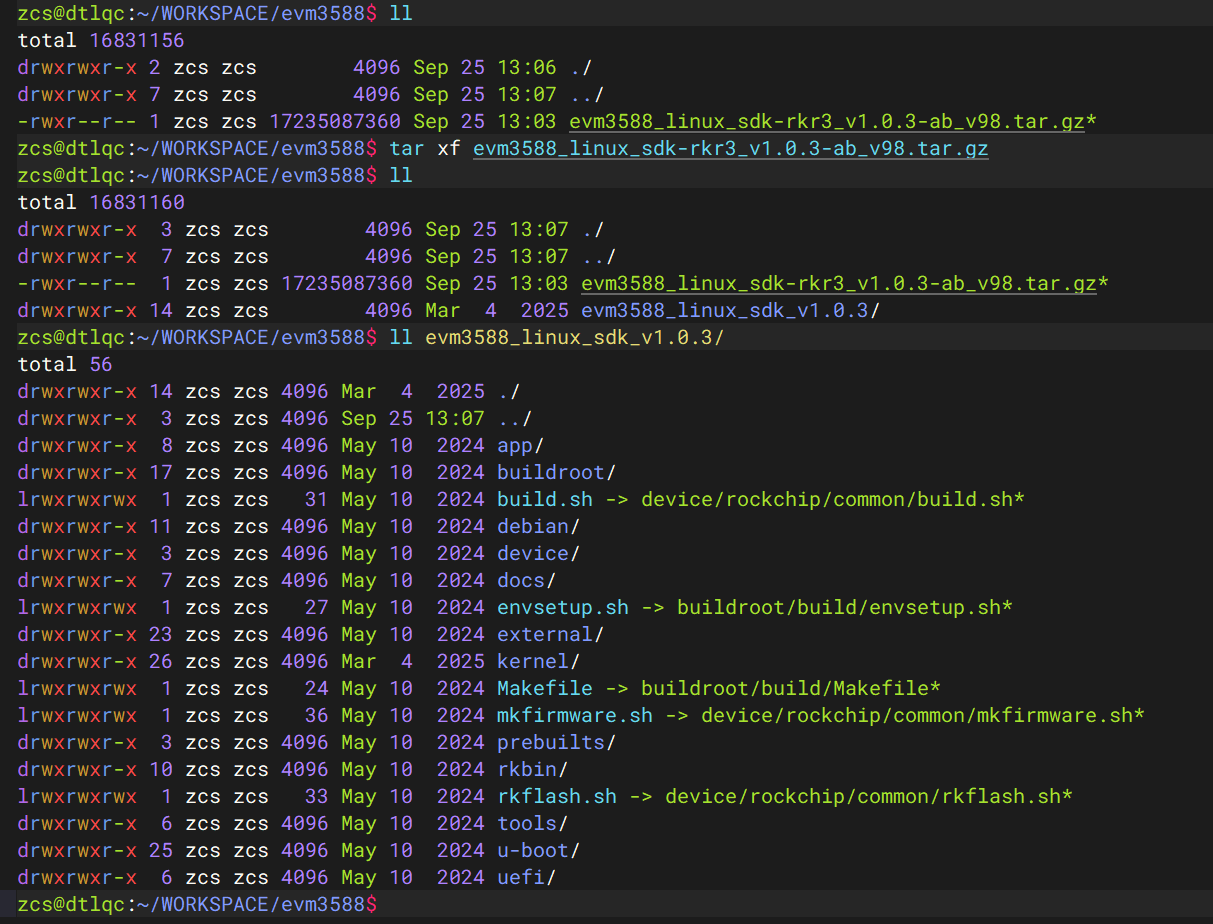 zcs@dtlqc:~/WORKSPACE/evm3588$ ll
total 16831156
drwxrwxr-x 2 zcs zcs        4096 Sep 25 13:06 ./
drwxrwxr-x 7 zcs zcs        4096 Sep 25 13:07 ../
-rwxr--r-- 1 zcs zcs 17235087360 Sep 25 13:03 evm3588_linux_sdk-rkr3_v1.0.3-ab_v98.tar.gz*
zcs@dtlqc:~/WORKSPACE/evm3588$ tar xf evm3588_linux_sdk-rkr3_v1.0.3-ab_v98.tar.gz
zcs@dtlqc:~/WORKSPACE/evm3588$ ll
total 16831160
drwxrwxr-x  3 zcs zcs        4096 Sep 25 13:07 ./
drwxrwxr-x  7 zcs zcs        4096 Sep 25 13:07 ../
-rwxr--r--  1 zcs zcs 17235087360 Sep 25 13:03 evm3588_linux_sdk-rkr3_v1.0.3-ab_v98.tar.gz*
drwxrwxr-x 14 zcs zcs        4096 Mar  4  2025 evm3588_linux_sdk_v1.0.3/
zcs@dtlqc:~/WORKSPACE/evm3588$ ll evm3588_linux_sdk_v1.0.3/
total 56
drwxrwxr-x 14 zcs zcs 4096 Mar  4  2025 ./
drwxrwxr-x  3 zcs zcs 4096 Sep 25 13:07 ../
drwxrwxr-x  8 zcs zcs 4096 May 10  2024 app/
drwxrwxr-x 17 zcs zcs 4096 May 10  2024 buildroot/
lrwxrwxrwx  1 zcs zcs   31 May 10  2024 build.sh -> device/rockchip/common/build.sh*
drwxrwxr-x 11 zcs zcs 4096 May 10  2024 debian/
drwxrwxr-x  3 zcs zcs 4096 May 10  2024 device/
drwxrwxr-x  7 zcs zcs 4096 May 10  2024 docs/
lrwxrwxrwx  1 zcs zcs   27 May 10  2024 envsetup.sh -> buildroot/build/envsetup.sh*
drwxrwxr-x 23 zcs zcs 4096 May 10  2024 external/
drwxrwxr-x 26 zcs zcs 4096 Mar  4  2025 kernel/
lrwxrwxrwx  1 zcs zcs   24 May 10  2024 Makefile -> buildroot/build/Makefile*
lrwxrwxrwx  1 zcs zcs   36 May 10  2024 mkfirmware.sh -> device/rockchip/common/mkfirmware.sh*
drwxrwxr-x  3 zcs zcs 4096 May 10  2024 prebuilts/
drwxrwxr-x 10 zcs zcs 4096 May 10  2024 rkbin/
lrwxrwxrwx  1 zcs zcs   33 May 10  2024 rkflash.sh -> device/rockchip/common/rkflash.sh*
drwxrwxr-x  6 zcs zcs 4096 May 10  2024 tools/
drwxrwxr-x 25 zcs zcs 4096 May 10  2024 u-boot/
drwxrwxr-x  6 zcs zcs 4096 May 10  2024 uefi/
zcs@dtlqc:~/WORKSPACE/evm3588$